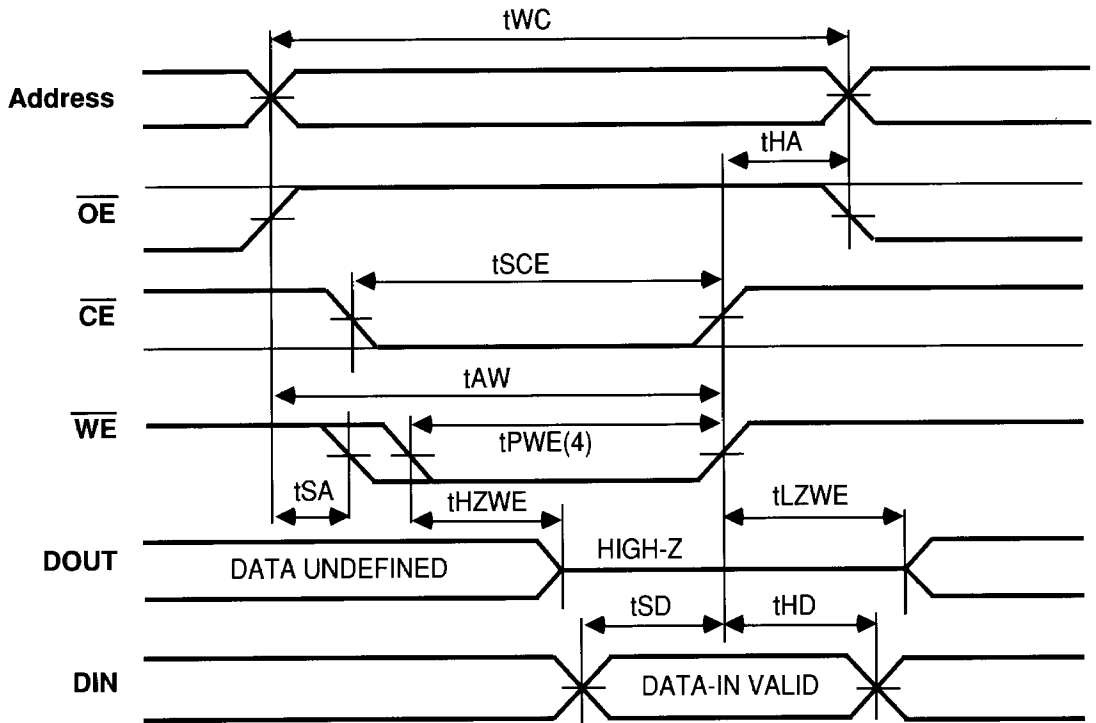 tWC
Address
tHA
OE
tSCE
CE
tAW
WE
tPWE(4)
tSA
tHZWE
tLZWE
DOUT
DATA UNDEFINED
HIGH-Z
tSD
tHD
DIN
DATA-IN VALID